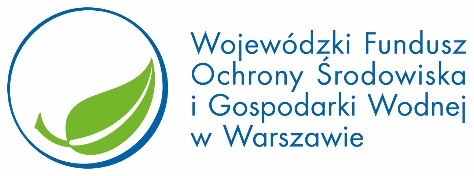 Wojewódzki Fundusz
Ochrony Środowiska
i Gospodarki Wodnej
w Warszawie